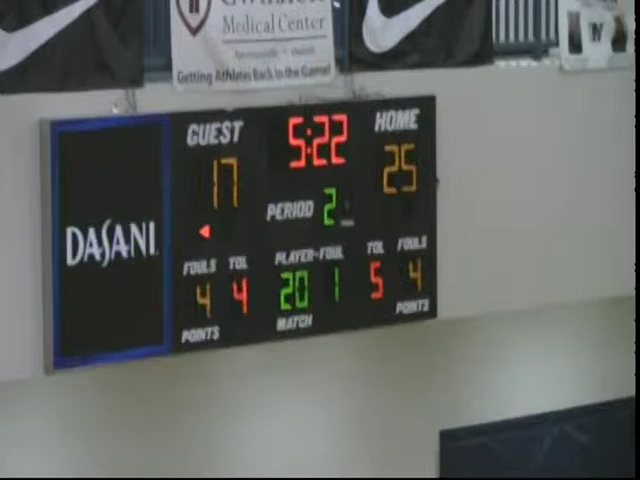 Medical Center
Getting Athletes Back in the Game!
GUEST 5:22 HOME
17 25
PERIOD 2
DASANI
FOULS TOL PLAYER-FOUL TOL FOULS
4 4 20 1 5 4
POINTS MATCH POINTS